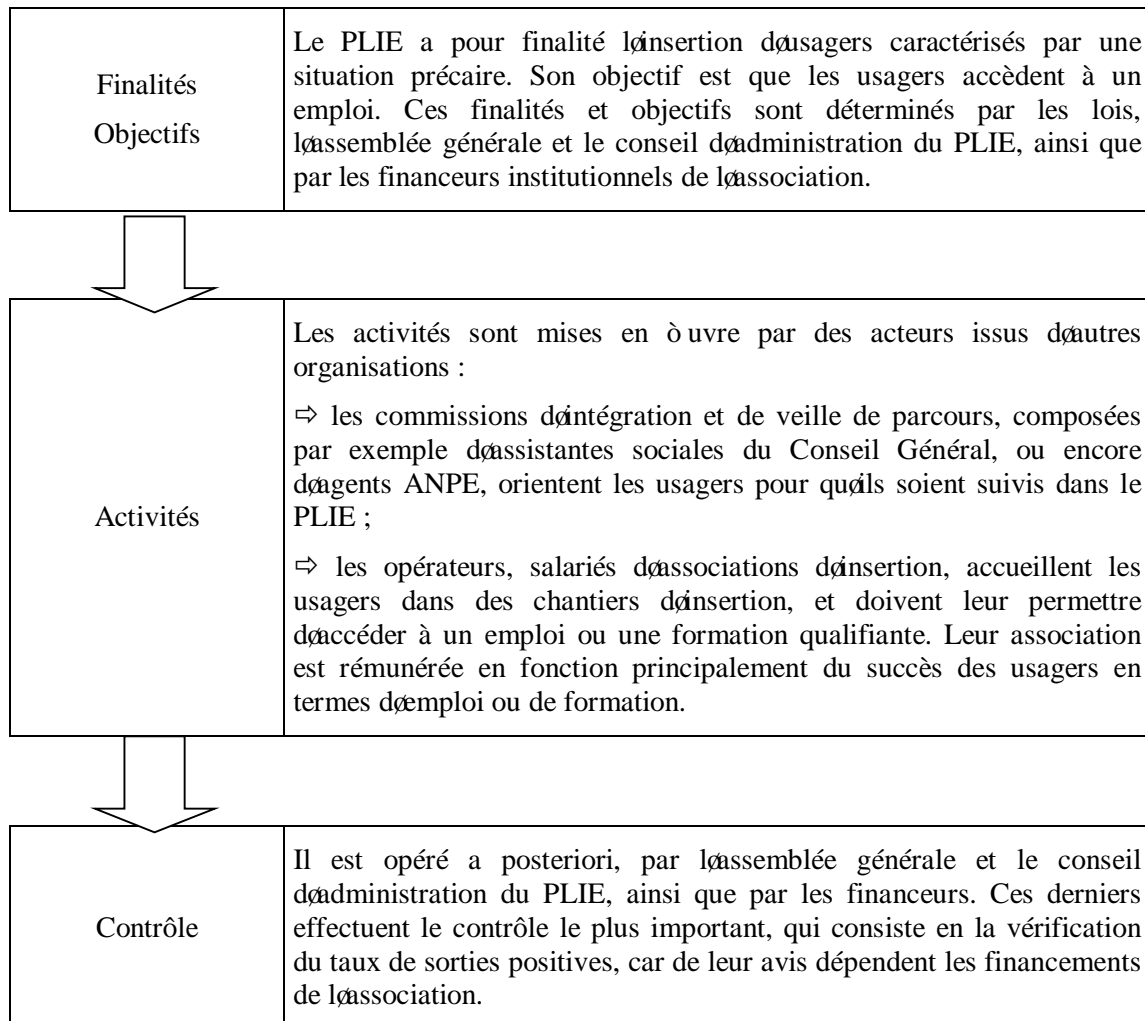 Finalités
Objectifs
Le PLIE a pour finalité løinsertion døusagers caractérisés par une
situation précaire. Son objectif est que les usagers accèdent à un
emploi. Ces finalités et objectifs sont déterminés par les lois,
løassemblée générale et le conseil døadministration du PLIE, ainsi que
par les financeurs institutionnels de løassociation.
Activités
Les activités sont mises en ò uvre par des acteurs issus døautres
organisations :
⇨ les commissions døintégration et de veille de parcours, composées
par exemple døassistantes sociales du Conseil Général, ou encore
døagents ANPE, orientent les usagers pour quøils soient suivis dans le
PLIE ;
⇨ les opérateurs, salariés døassociations døinsertion, accueillent les
usagers dans des chantiers døinsertion, et doivent leur permettre
døaccéder à un emploi ou une formation qualifiante. Leur association
est rémunérée en fonction principalement du succès des usagers en
termes døemploi ou de formation.
Contrôle
Il est opéré a posteriori, par løassemblée générale et le conseil
døadministration du PLIE, ainsi que par les financeurs. Ces derniers
effectuent le contrôle le plus important, qui consiste en la vérification
du taux de sorties positives, car de leur avis dépendent les financements
de løassociation.